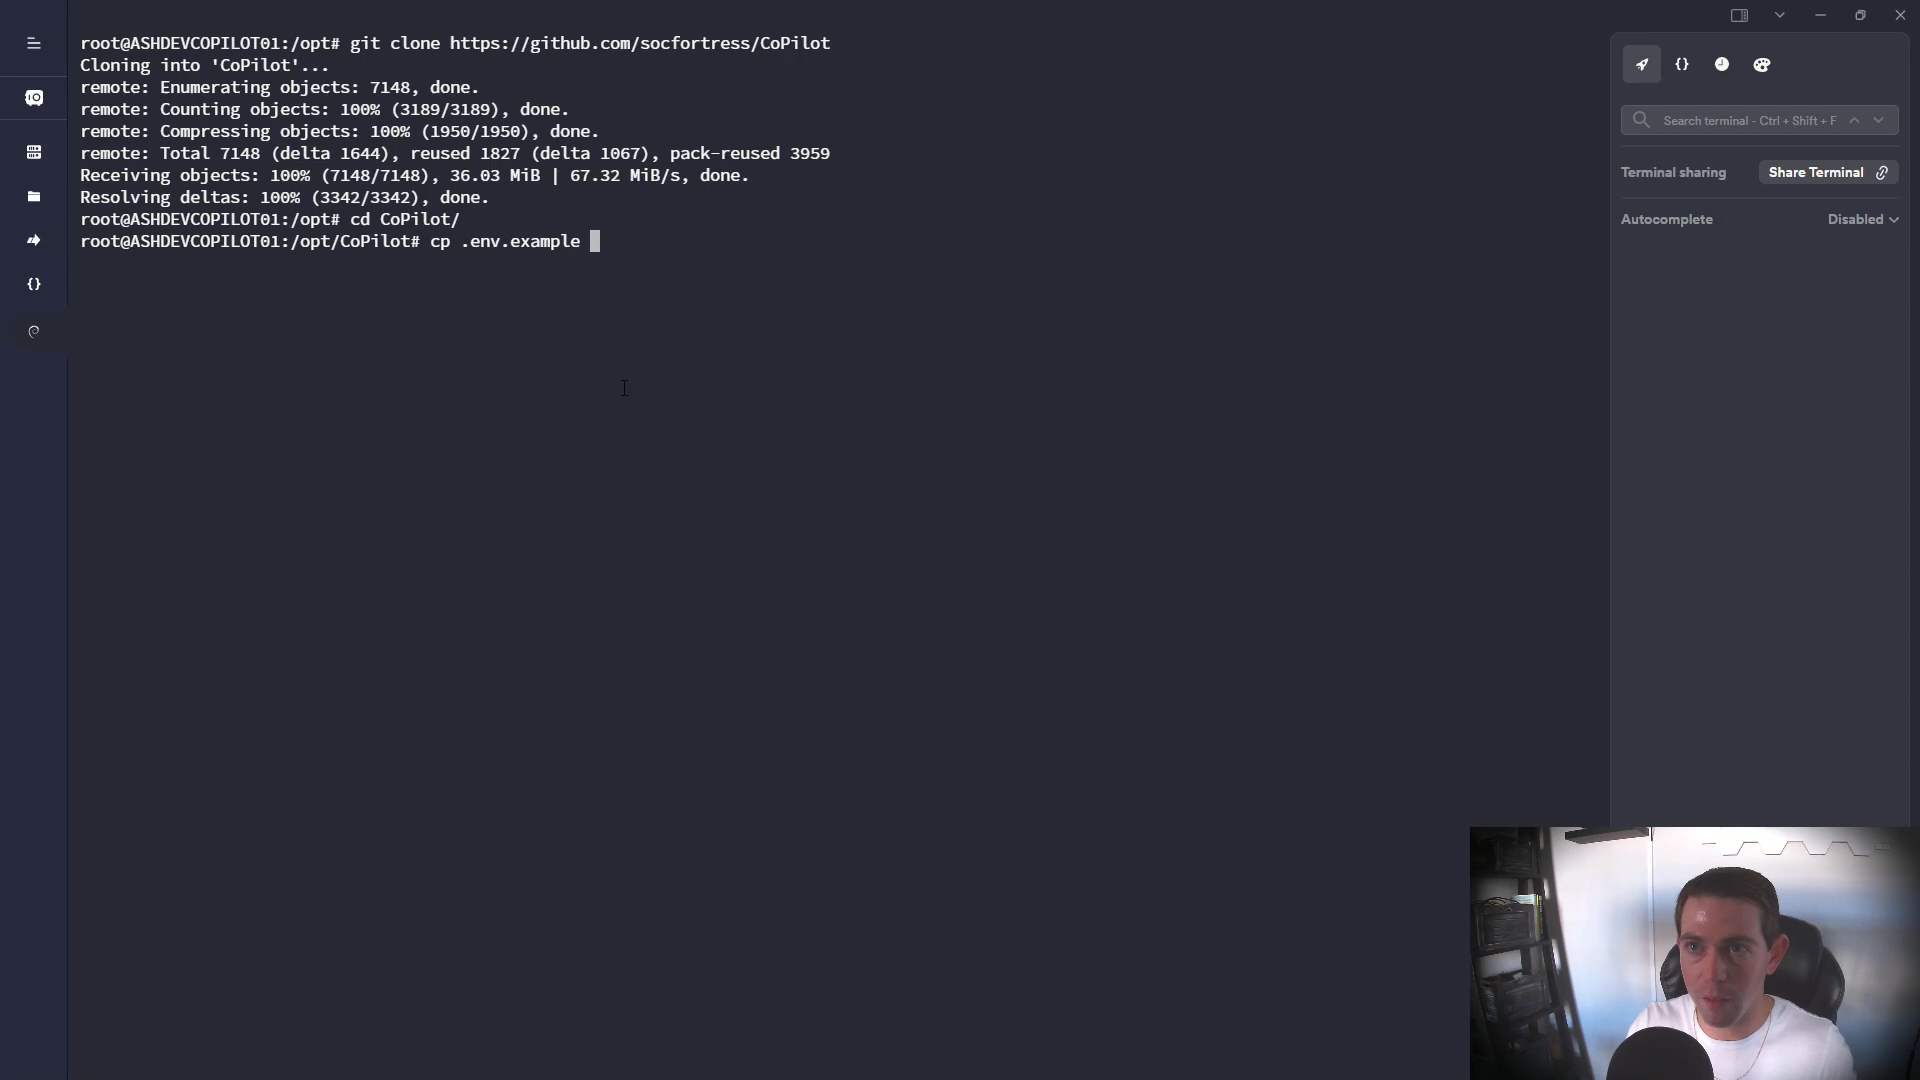 root@ASHDEVCOPILOT01:/opt# git clone https://github.com/socfortress/CoPilot
Cloning into 'CoPilot'...
remote: Enumerating objects: 7148, done.
remote: Counting objects: 100% (3189/3189), done.
remote: Compressing objects: 100% (1950/1950), done.
remote: Total 7148 (delta 1644), reused 1827 (delta 1067), pack-reused 3959
Receiving objects: 100% (7148/7148), 36.03 MiB | 67.32 MiB/s, done.
Resolving deltas: 100% (3342/3342), done.
root@ASHDEVCOPILOT01:/opt# cd CoPilot/
root@ASHDEVCOPILOT01:/opt/CoPilot# cp .env.example
Search terminal - Ctrl + Shift + F
Terminal sharing Share Terminal
Autocomplete Disabled